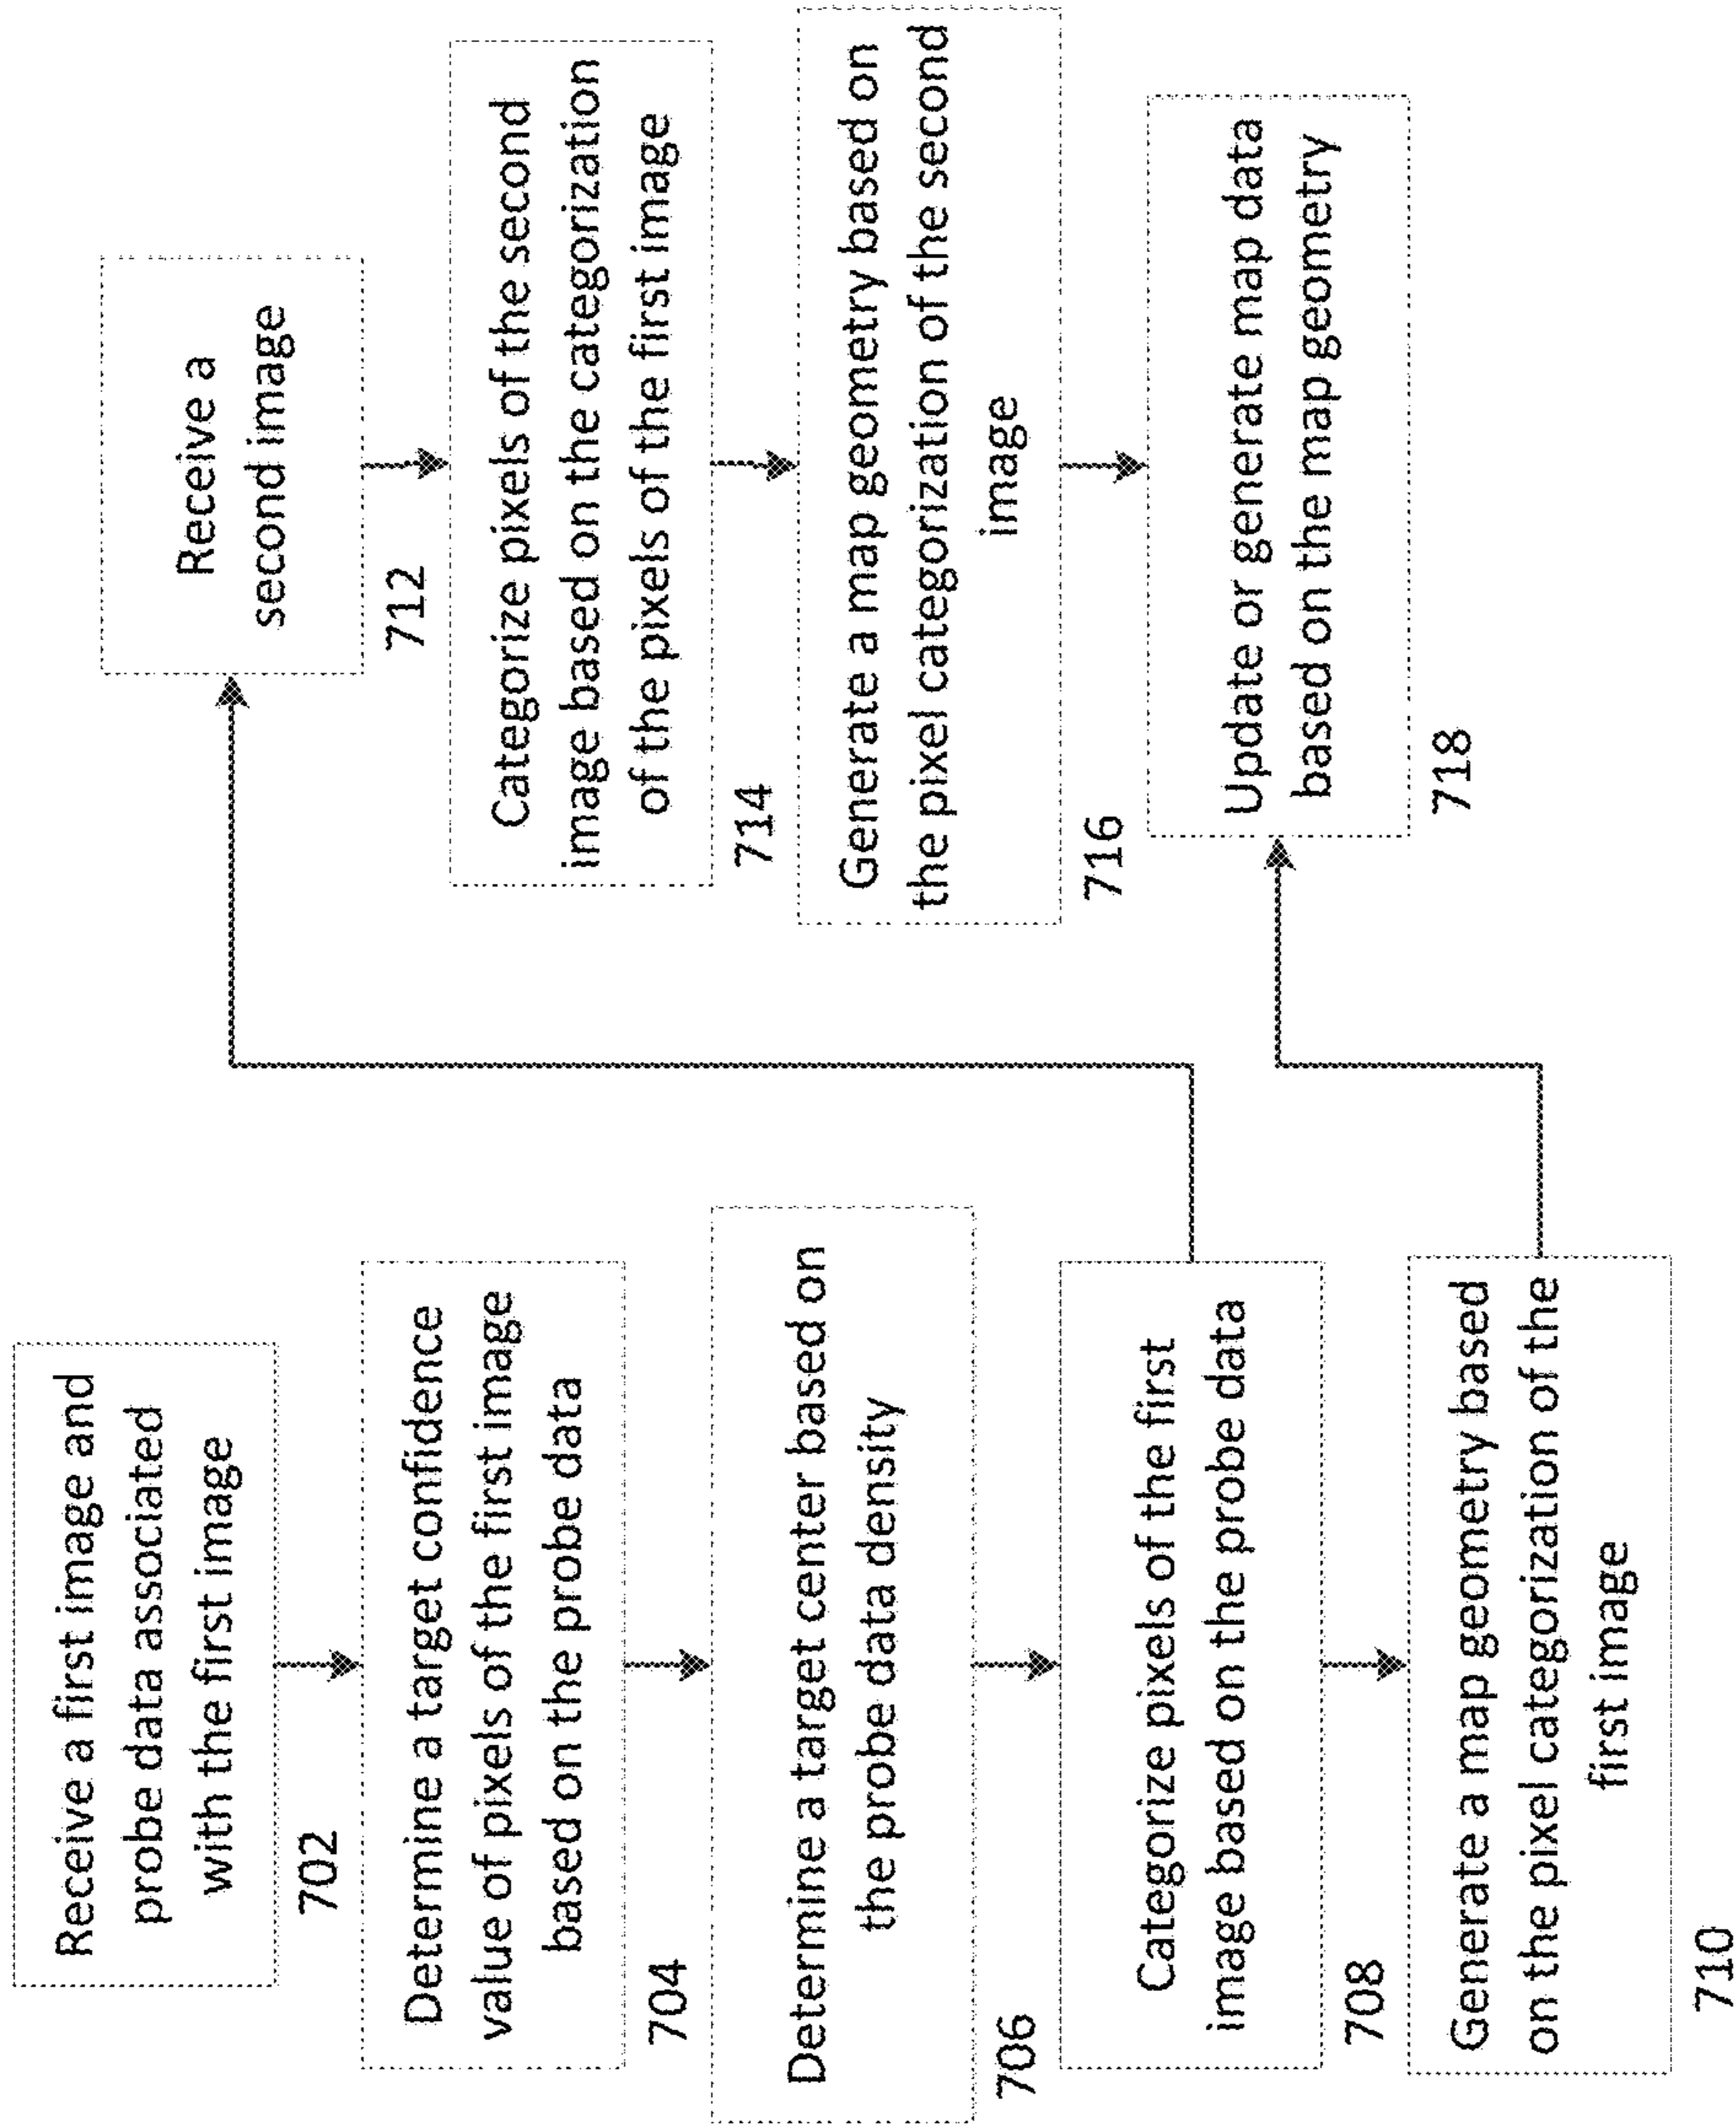 Receive a first image and
probe data associated
with the first image
702
Determine a target confidence
value of pixels of the first image
based on the probe data
704
Determine a target center based on
the probe data density
706
Categorize pixels of the first
image based on the probe data
708
Generate a map geometry based
on the pixel categorization of the
first image
710
Receive a
second image
712
Categorize pixels of the second
image based on the categorization
of the pixels of the first image
714
Generate a map geometry based on
the pixel categorization of the second
image
716
Update or generate map data
based on the map geometry
718